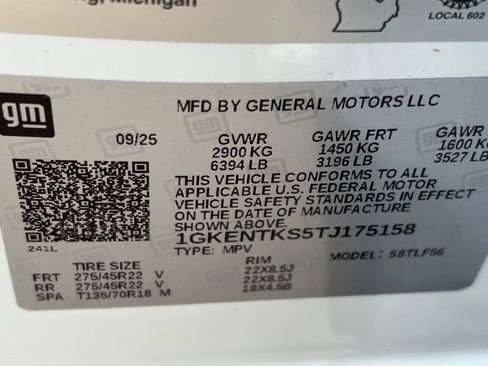 Michigan
LOCAL 602
gm
MFD BY GENERAL MOTORS LLC
09/25 GVWR GAWR FRT GAWR
2900 KG 1450 KG 1600
6394 LB 3196 LB 3527 LB
THIS VEHICLE CONFORMS TO ALL
APPLICABLE U.S. FEDERAL MOTOR
VEHICLE SAFETY STANDARDS IN EFFECT
ON THE DATE OF MANUFACTURE
SHOWN ABOVE.
1GKENTKS5TJ175158
TYPE: MPV MODEL: 58TLF56
241L
TIRE SIZE RIM
FRT 275/45R22 V 22X8.5J
RR 275/45R22 V 22X8.5J
SPA T135/70R18 M 18X4.5B